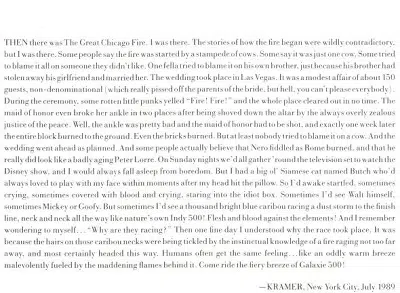 THEN there was The Great Chicago Fire. I was there. The stories of how the fire began were wildly contradictory,
but I was there. Some people say the fire was started by a stampede of cows. Some say it was just one cow. Some tried
to blame it all on someone they didn't like. One fella tried to blame it on his own brother, just because his brother had
stolen away his girlfriend and married her. The wedding took place in Las Vegas. It was a modest affair of about 150
guests, non-denominational (which really pissed off the parents of the bride, but hell, you can't please everybody).
During the ceremony, some rotten little punks yelled "Fire! Fire!" and the whole place cleared out in no time. The
maid of honor even broke her ankle in two places after being shoved down the altar by the always overly zealous
justice of the peace. Well, the ankle was pretty bad and the maid of honor had to be shot, and exactly one week later
the entire block burned to the ground. Even the bricks burned. But at least nobody tried to blame it on a cow. And the
wedding went ahead as planned. And some people actually believe that Nero fiddled as Rome burned, and that he
really did look like a badly aging Peter Lorre. On Sunday nights we'd all gather 'round the television set to watch the
Disney show, and I would always fall asleep from boredom. But I had a big ol' Siamese cat named Butch who'd
always loved to play with my face within moments after my head hit the pillow. So I'd awake startled, sometimes
crying, sometimes covered with blood and crying, staring into the idiot box. Sometimes I'd see Walt himself,
sometimes Mickey or Goofy. But sometimes I'd see a thousand bright blue caribou racing a dust storm to the finish
line, neck and neck all the way like nature's own Indy 500! Flesh and blood against the elements! And I remember
wondering to myself... "Why are they racing?" Then one fine day I understood why the race took place. It was
because the hairs on those caribou necks were being tickled by the instinctual knowledge of a fire raging not too far
away, and most certainly headed this way. Humans often get the same feeling... like an oddly warm breeze
malevolently fueled by the maddening flames behind it. Come ride the fiery breeze of Galaxie 500!
—KRAMER, New York City, July 1989